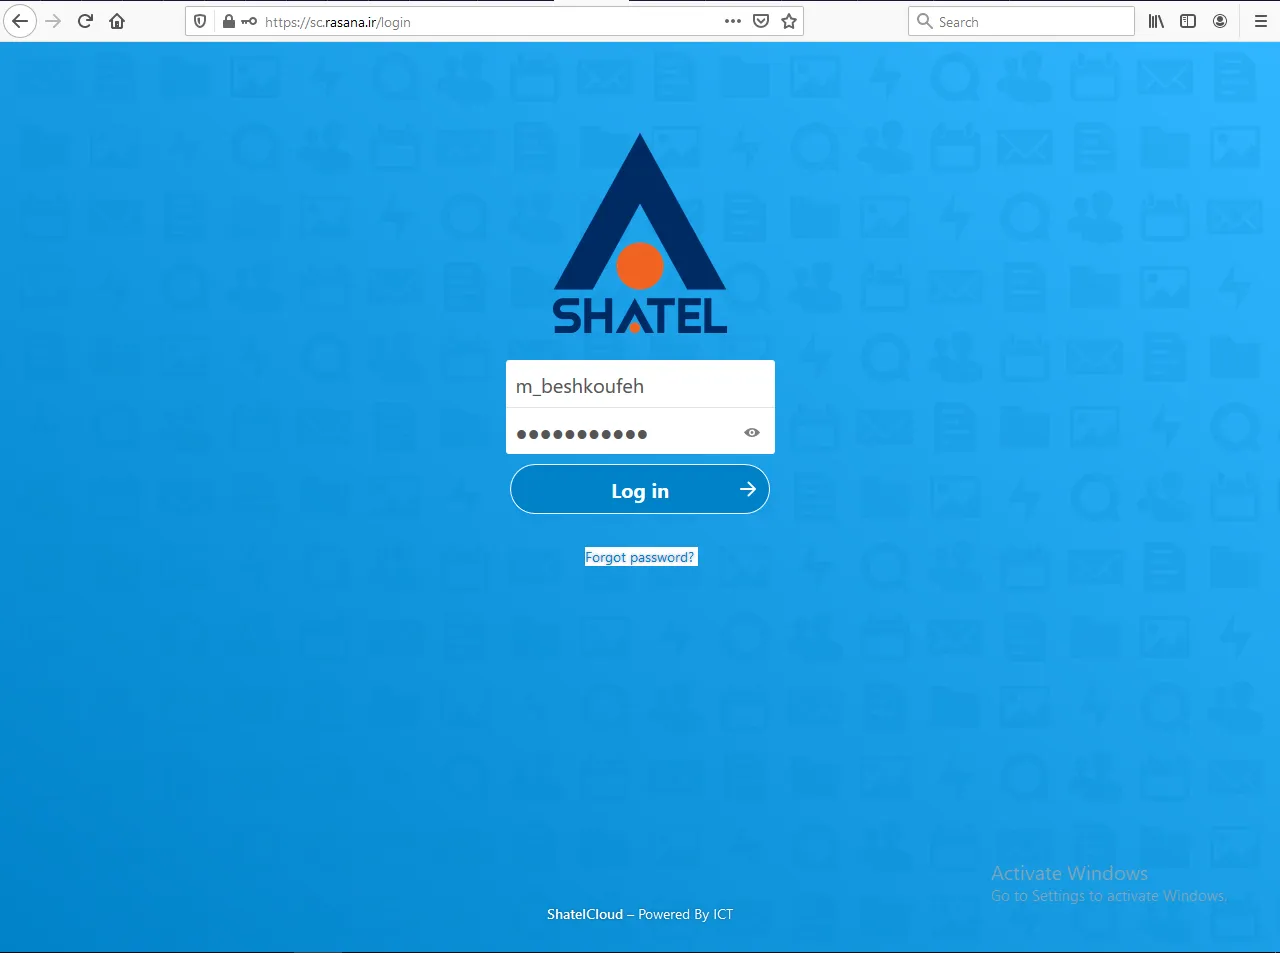 https://sc.rasana.ir/login
Search
SHATEL
m_beshkoufeh
●●●●●●●●●●●
Log in
Forgot password?
Activate Windows
Go to Settings to activate Windows.
ShatelCloud – Powered By ICT